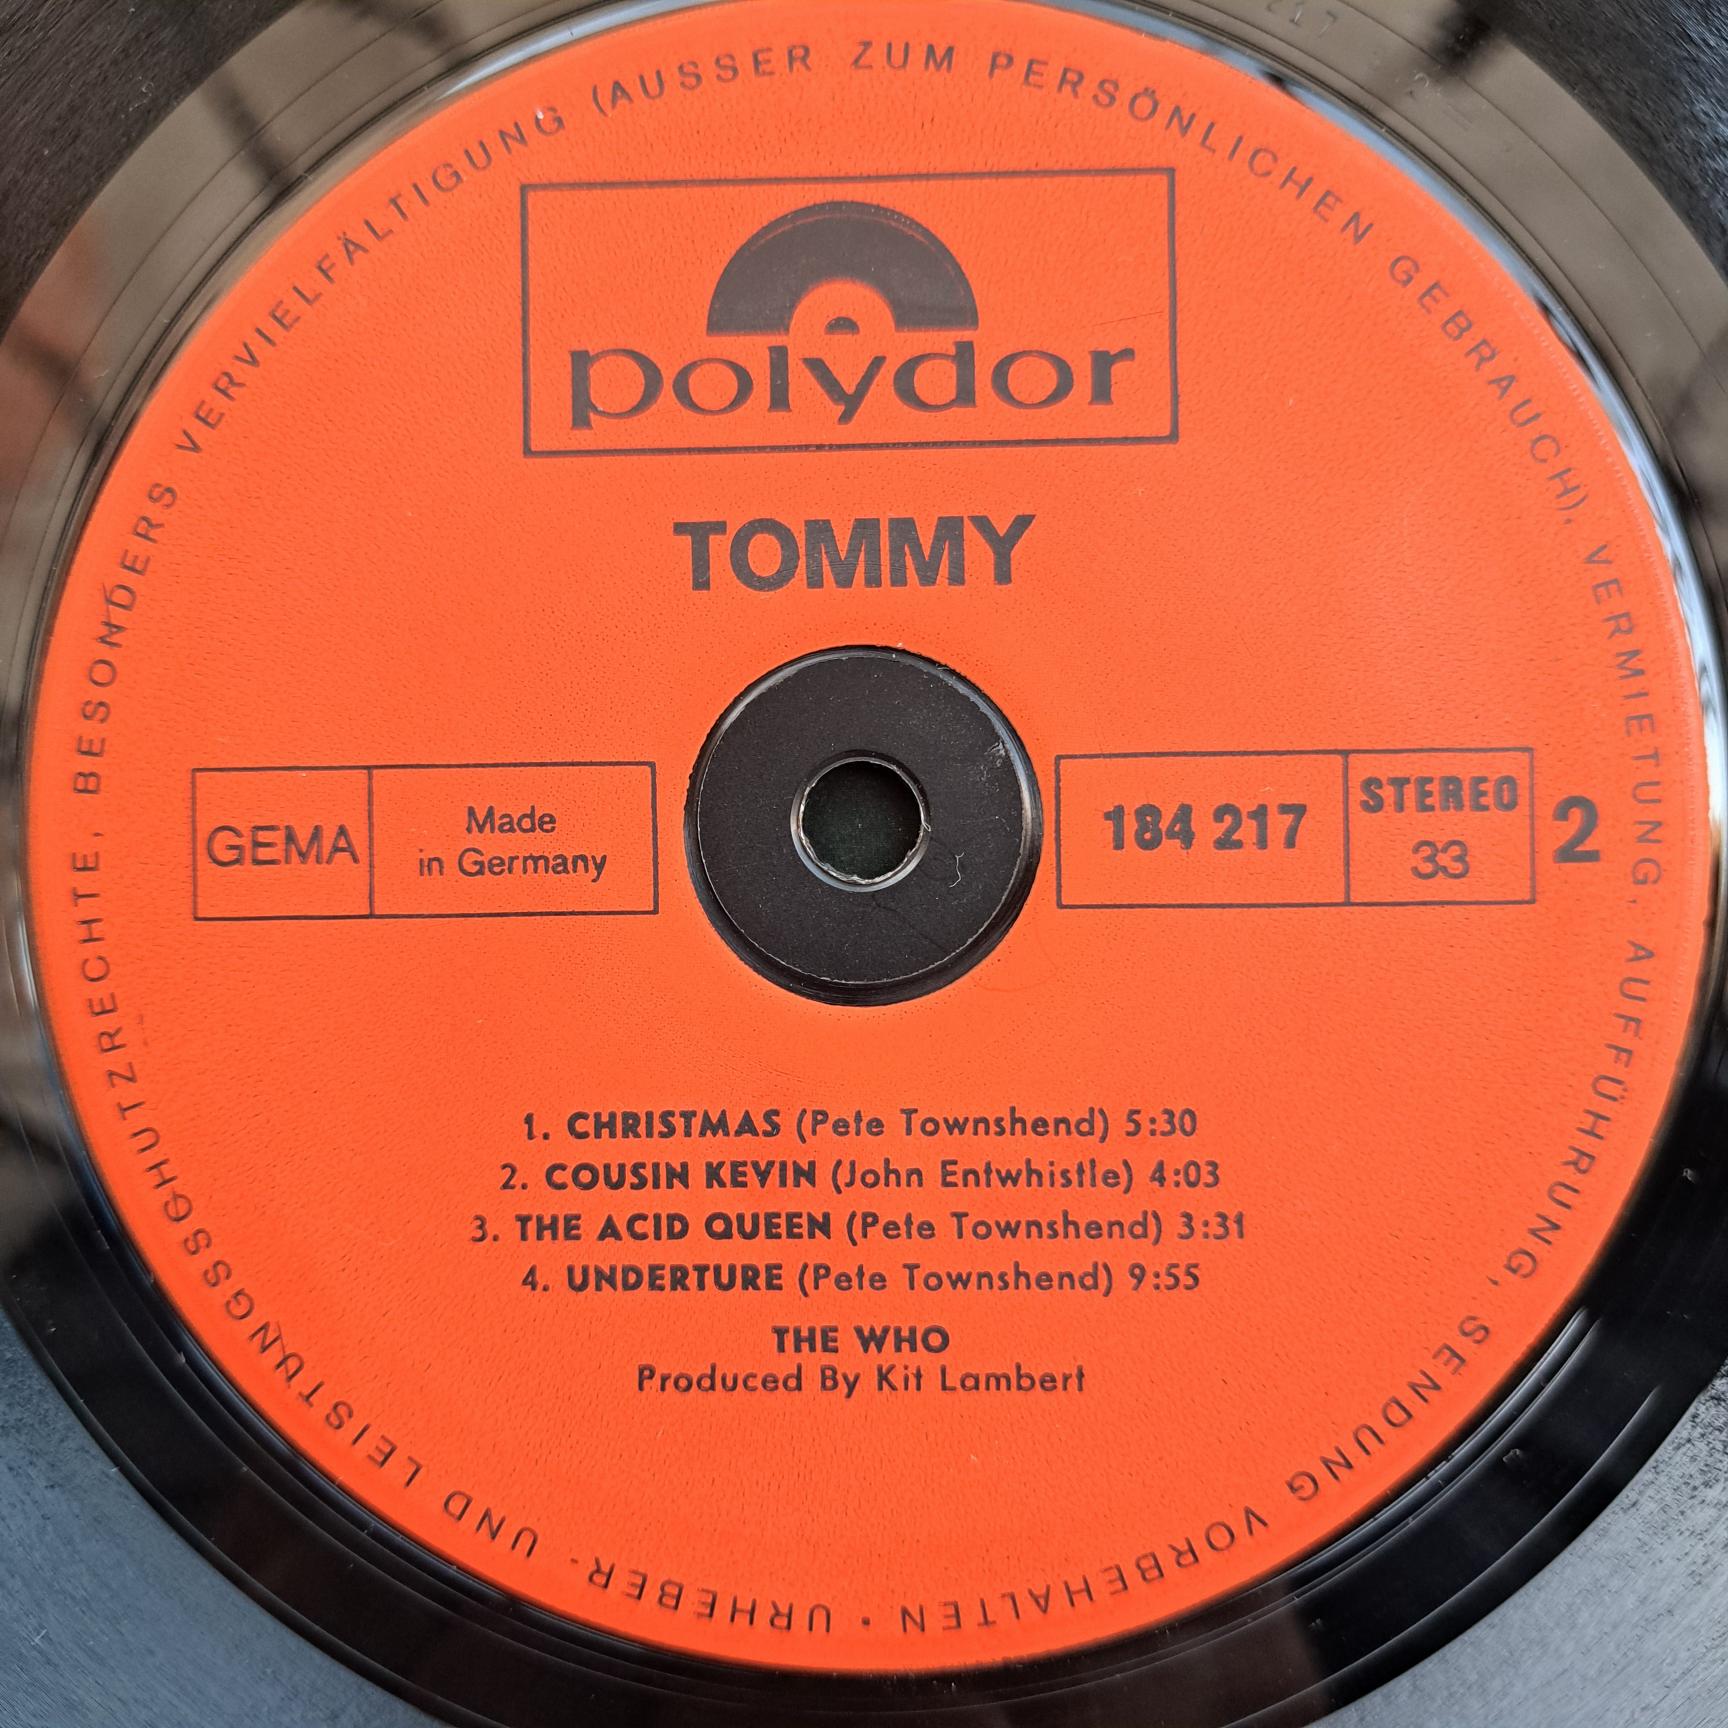 URHEBER- UND LEISTUNGSSCHUTZRECHTE, BESONDERS VERVIELFÄLTIGUNG (AUSSER ZUM PERSÖNLICHEN GEBRAUCH), VERMIETUNG, AUFFÜHRUNG, SENDUNG VORBEHALTEN •
polydor
TOMMY
GEMA
Made
in Germany
184 217
STEREO
33
2
1. CHRISTMAS (Pete Townshend) 5:30
2. COUSIN KEVIN (John Entwhistle) 4:03
3. THE ACID QUEEN (Pete Townshend) 3:31
4. UNDERTURE (Pete Townshend) 9:55
THE WHO
Produced By Kit Lambert